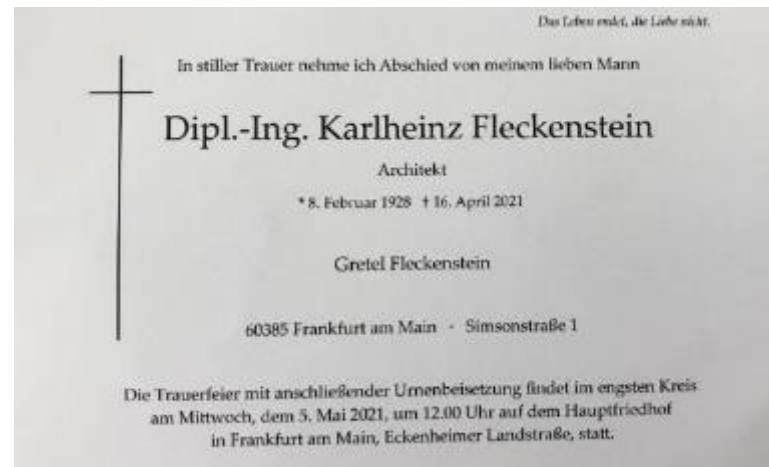 Das Leben endet, die Liebe nicht.
In stiller Trauer nehme ich Abschied von meinem lieben Mann
Dipl.-Ing. Karlheinz Fleckenstein
Architekt
* 8. Februar 1928 † 16. April 2021
Gretel Fleckenstein
60385 Frankfurt am Main - Simsonstraße 1
Die Trauerfeier mit anschließender Urnenbeisetzung findet im engsten Kreis
am Mittwoch, dem 5. Mai 2021, um 12.00 Uhr auf dem Hauptfriedhof
in Frankfurt am Main, Eckenheimer Landstraße, statt.